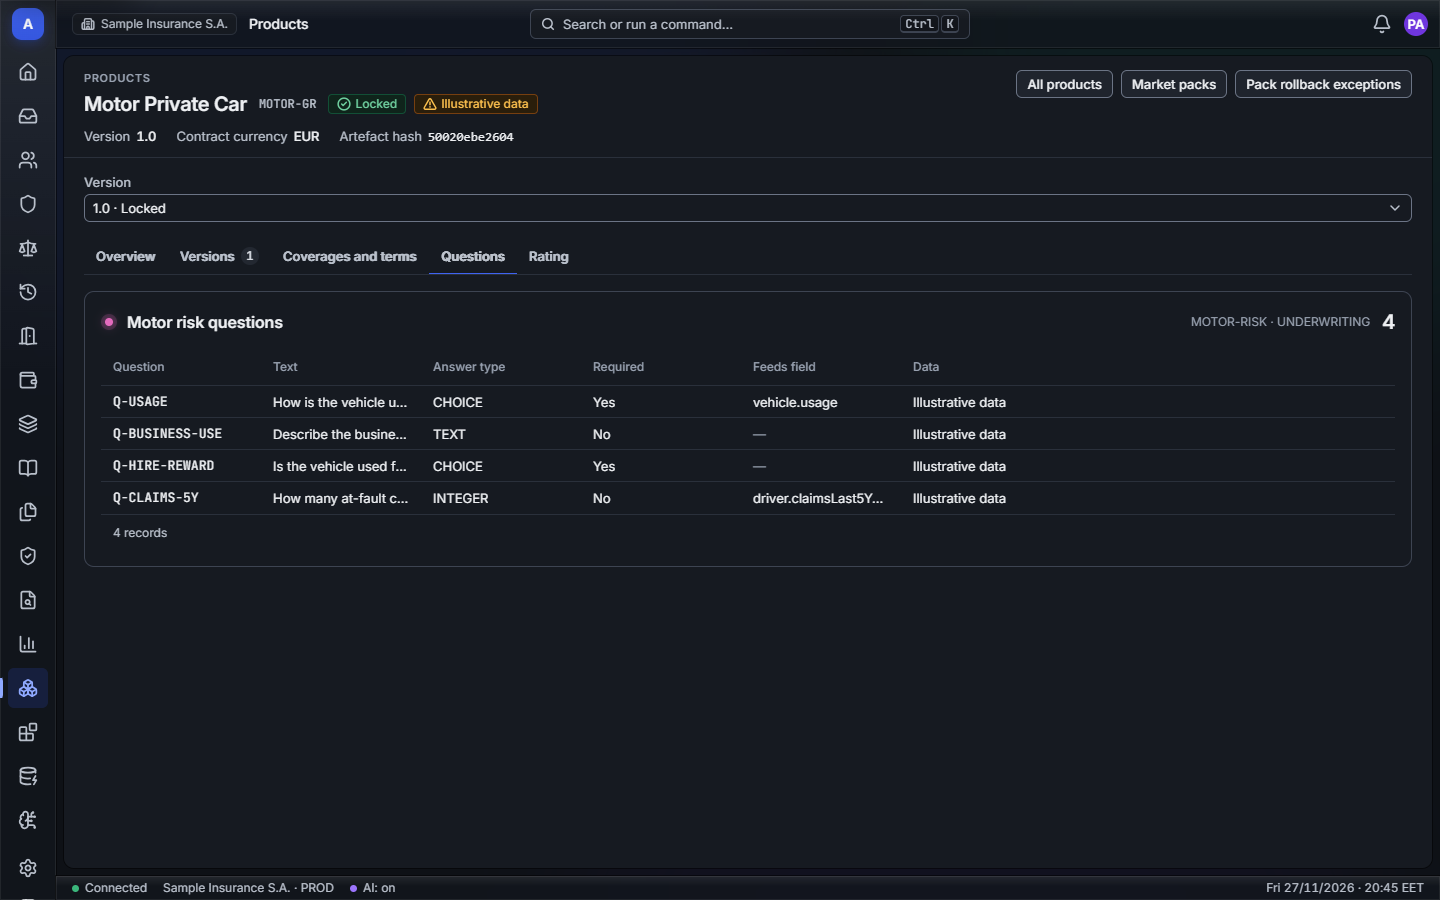 A
Sample Insurance S.A.
Products
Search or run a command...
Ctrl K
PA
PRODUCTS
All products
Market packs
Pack rollback exceptions
Motor Private Car MOTOR-GR Locked Illustrative data
Version 1.0 Contract currency EUR Artefact hash 50020ebe2604
Version
1.0 · Locked
Overview Versions 1 Coverages and terms Questions Rating
Motor risk questions MOTOR-RISK · UNDERWRITING 4
Question Text Answer type Required Feeds field Data
Q-USAGE How is the vehicle u... CHOICE Yes vehicle.usage Illustrative data
Q-BUSINESS-USE Describe the busine... TEXT No — Illustrative data
Q-HIRE-REWARD Is the vehicle used f... CHOICE Yes — Illustrative data
Q-CLAIMS-5Y How many at-fault c... INTEGER No driver.claimsLast5Y... Illustrative data
4 records
Connected Sample Insurance S.A. · PROD AI: on Fri 27/11/2026 · 20:45 EET